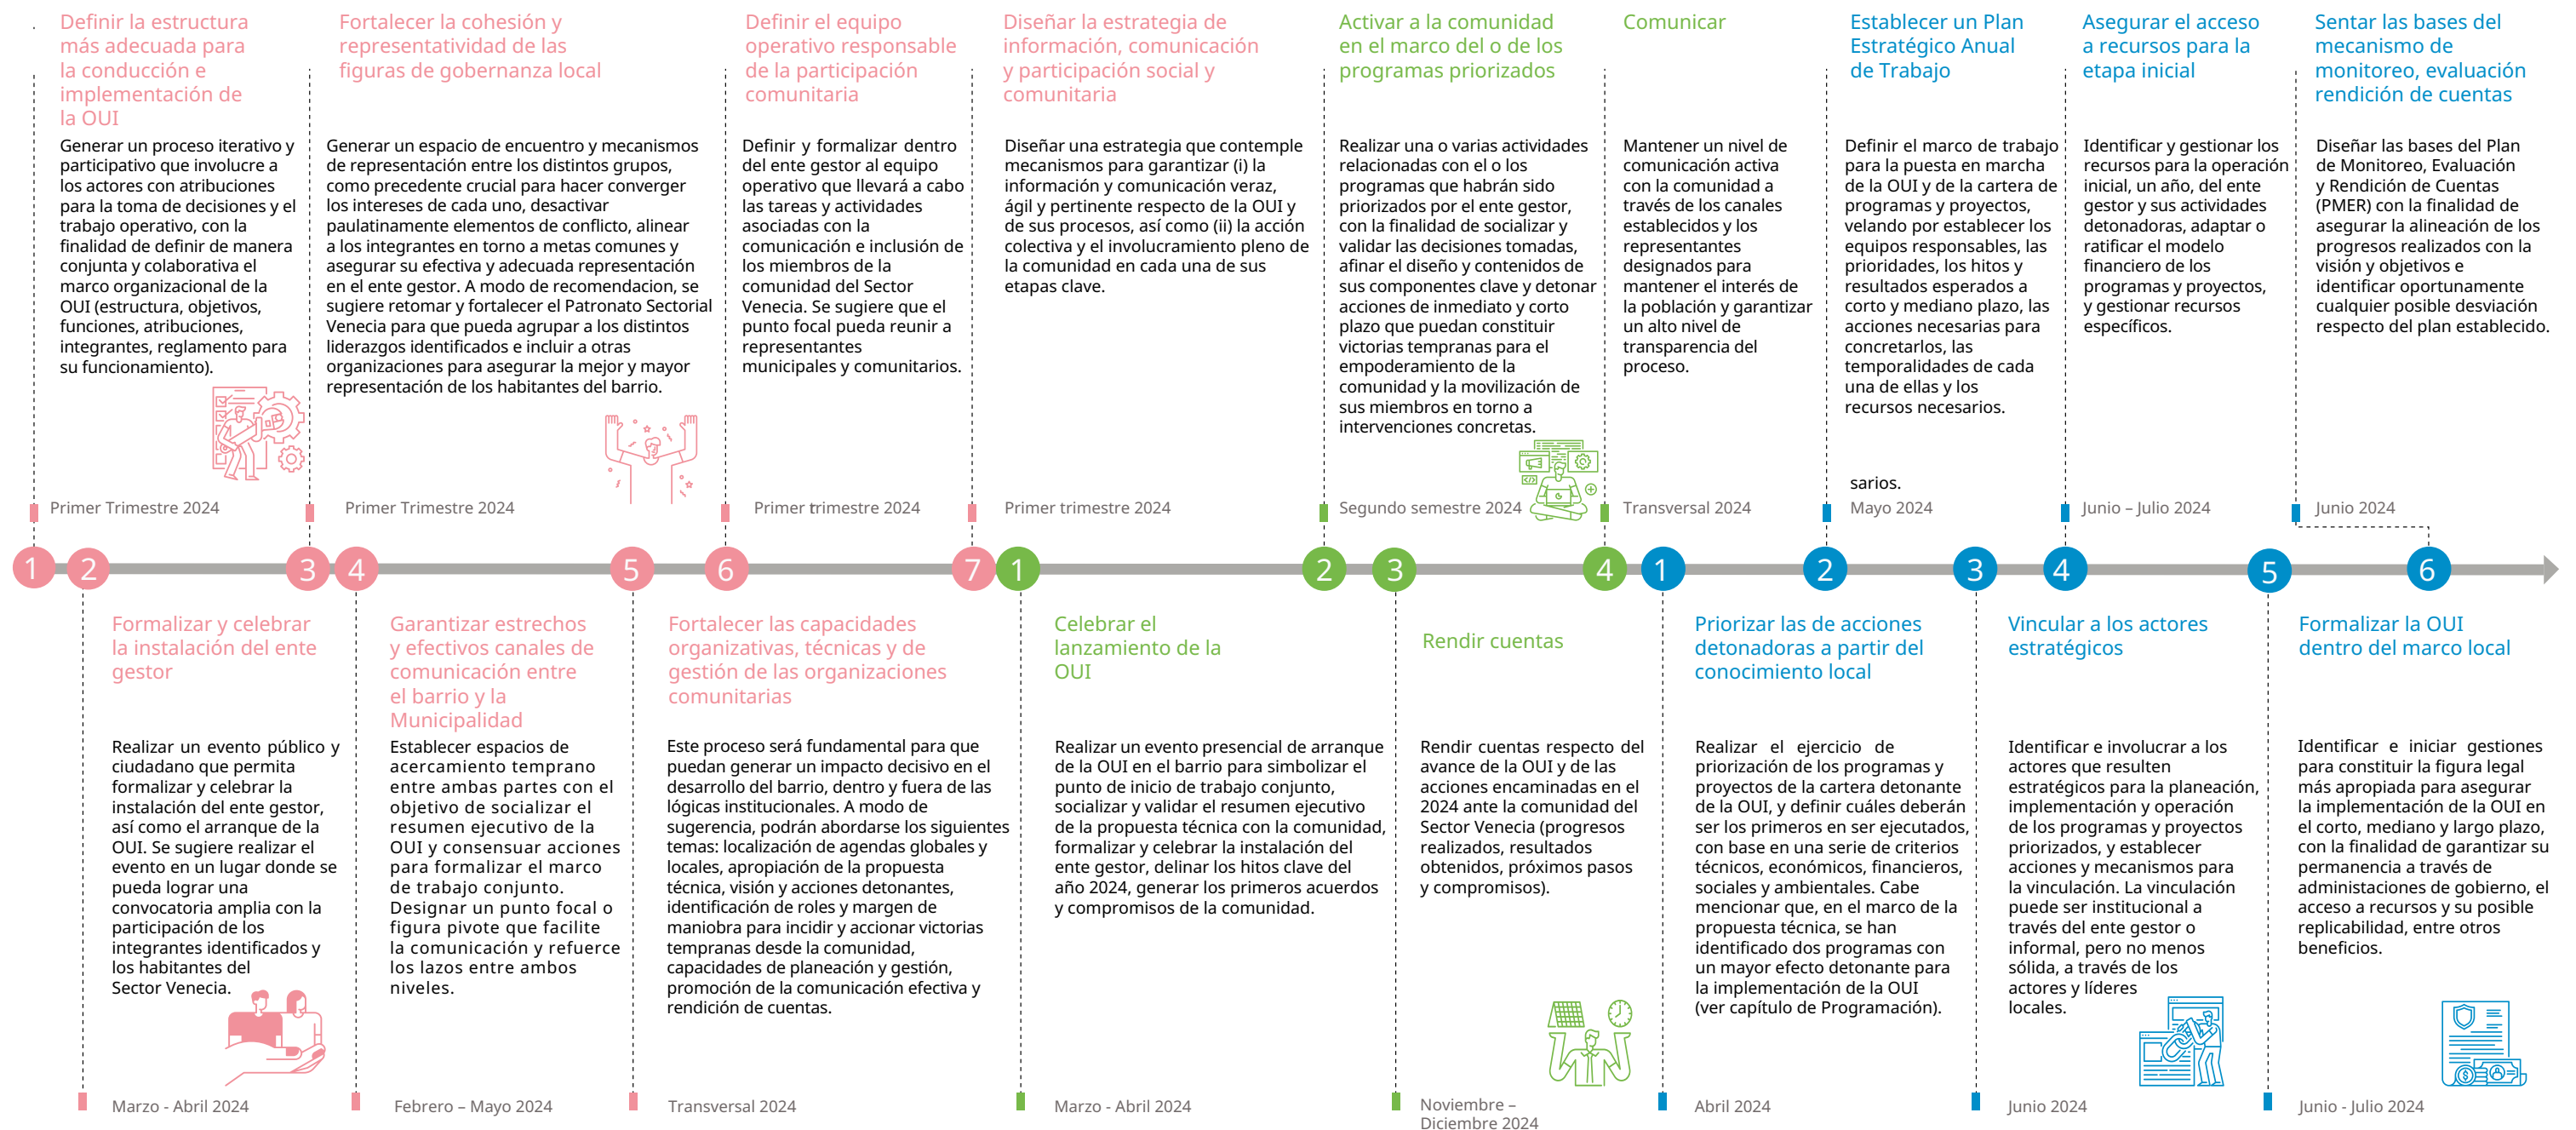 Definir la estructura
más adecuada para
la conducción e
implementación de
la OUI
Generar un proceso iterativo y
participativo que involucre a
los actores con atribuciones
para la toma de decisiones y el
trabajo operativo, con la
finalidad de definir de manera
conjunta y colaborativa el
marco organizacional de la
OUI (estructura, objetivos,
funciones, atribuciones,
integrantes, reglamento para
su funcionamiento).
Primer Trimestre 2024
Fortalecer la cohesión y
representatividad de las
figuras de gobernanza local
Generar un espacio de encuentro y mecanismos
de representación entre los distintos grupos,
como precedente crucial para hacer converger
los intereses de cada uno, desactivar
paulatinamente elementos de conflicto, alinear
a los integrantes en torno a metas comunes y
asegurar su efectiva y adecuada representación
en el ente gestor. A modo de recomendacion, se
sugiere retomar y fortalecer el Patronato Sectorial
Venecia para que pueda agrupar a los distintos
liderazgos identificados e incluir a otras
organizaciones para asegurar la mejor y mayor
representación de los habitantes del barrio.
Primer Trimestre 2024
Definir el equipo
operativo responsable
de la participación
comunitaria
Definir y formalizar dentro
del ente gestor al equipo
operativo que llevará a cabo
las tareas y actividades
asociadas con la
comunicación e inclusión de
los miembros de la
comunidad del Sector
Venecia. Se sugiere que el
punto focal pueda reunir a
representantes
municipales y comunitarios.
Primer trimestre 2024
Diseñar la estrategia de
información, comunicación
y participación social y
comunitaria
Diseñar una estrategia que contemple
mecanismos para garantizar (i) la
información y comunicación veraz,
ágil y pertinente respecto de la OUI y
de sus procesos, así como (ii) la acción
colectiva y el involucramiento pleno de
la comunidad en cada una de sus
etapas clave.
Primer trimestre 2024
Activar a la comunidad
en el marco del o de los
programas priorizados
Realizar una o varias actividades
relacionadas con el o los
programas que habrán sido
priorizados por el ente gestor,
con la finalidad de socializar y
validar las decisiones tomadas,
afinar el diseño y contenidos de
sus componentes clave y detonar
acciones de inmediato y corto
plazo que puedan constituir
victorias tempranas para el
empoderamiento de la
comunidad y la movilización de
sus miembros en torno a
intervenciones concretas.
Segundo semestre 2024
Comunicar
Mantener un nivel de
comunicación activa
con la comunidad a
través de los canales
establecidos y los
representantes
designados para
mantener el interés de
la población y garantizar
un alto nivel de
transparencia del
proceso.
Transversal 2024
Establecer un Plan
Estratégico Anual
de Trabajo
Definir el marco de trabajo
para la puesta en marcha
de la OUI y de la cartera de
programas y proyectos,
velando por establecer los
equipos responsables, las
prioridades, los hitos y
resultados esperados a
corto y mediano plazo, las
acciones necesarias para
concretarlos, las
temporalidades de cada
una de ellas y los
recursos necesarios.
sarios.
Mayo 2024
Asegurar el acceso
a recursos para la
etapa inicial
Identificar y gestionar los
recursos para la operación
inicial, un año, del ente
gestor y sus actividades
detonadoras, adaptar o
ratificar el modelo
financiero de los
programas y proyectos,
y gestionar recursos
específicos.
Junio – Julio 2024
Sentar las bases del
mecanismo de
monitoreo, evaluación
rendición de cuentas
Diseñar las bases del Plan
de Monitoreo, Evaluación
y Rendición de Cuentas
(PMER) con la finalidad de
asegurar la alineación de los
progresos realizados con la
visión y objetivos e
identificar oportunamente
cualquier posible desviación
respecto del plan establecido.
Junio 2024
1 2 3 4 5 6 7 1 2 3 4 1 2 3 4 5 6
Formalizar y celebrar
la instalación del ente
gestor
Realizar un evento público y
ciudadano que permita
formalizar y celebrar la
instalación del ente gestor,
así como el arranque de la
OUI. Se sugiere realizar el
evento en un lugar donde se
pueda lograr una
convocatoria amplia con la
participación de los
integrantes identificados y
los habitantes del
Sector Venecia.
Marzo - Abril 2024
Garantizar estrechos
y efectivos canales de
comunicación entre
el barrio y la
Municipalidad
Establecer espacios de
acercamiento temprano
entre ambas partes con el
objetivo de socializar el
resumen ejecutivo de la
OUI y consensuar acciones
para formalizar el marco
de trabajo conjunto.
Designar un punto focal o
figura pivote que facilite
la comunicación y refuerce
los lazos entre ambos
niveles.
Febrero – Mayo 2024
Fortalecer las capacidades
organizativas, técnicas y de
gestión de las organizaciones
comunitarias
Este proceso será fundamental para que
puedan generar un impacto decisivo en el
desarrollo del barrio, dentro y fuera de las
lógicas institucionales. A modo de
sugerencia, podrán abordarse los siguientes
temas: localización de agendas globales y
locales, apropiación de la propuesta
técnica, visión y acciones detonantes,
identificación de roles y margen de
maniobra para incidir y accionar victorias
tempranas desde la comunidad,
capacidades de planeación y gestión,
promoción de la comunicación efectiva y
rendición de cuentas.
Transversal 2024
Celebrar el
lanzamiento de la
OUI
Realizar un evento presencial de arranque
de la OUI en el barrio para simbolizar el
punto de inicio de trabajo conjunto,
socializar y validar el resumen ejecutivo
de la propuesta técnica con la comunidad,
formalizar y celebrar la instalación del
ente gestor, delinar los hitos clave del
año 2024, generar los primeros acuerdos
y compromisos de la comunidad.
Marzo - Abril 2024
Rendir cuentas
Rendir cuentas respecto del
avance de la OUI y de las
acciones encaminadas en el
2024 ante la comunidad del
Sector Venecia (progresos
realizados, resultados
obtenidos, próximos pasos
y compromisos).
Noviembre –
Diciembre 2024
Priorizar las de acciones
detonadoras a partir del
conocimiento local
Realizar el ejercicio de
priorización de los programas y
proyectos de la cartera detonante
de la OUI, y definir cuáles deberán
ser los primeros en ser ejecutados,
con base en una serie de criterios
técnicos, económicos, financieros,
sociales y ambientales. Cabe
mencionar que, en el marco de la
propuesta técnica, se han
identificado dos programas con
un mayor efecto detonante para
la implementación de la OUI
(ver capítulo de Programación).
Abril 2024
Vincular a los actores
estratégicos
Identificar e involucrar a los
actores que resulten
estratégicos para la planeación,
implementación y operación
de los programas y proyectos
priorizados, y establecer
acciones y mecanismos para
la vinculación. La vinculación
puede ser institucional a
través del ente gestor o
informal, pero no menos
sólida, a través de los
actores y líderes
locales.
Junio 2024
Formalizar la OUI
dentro del marco local
Identificar e iniciar gestiones
para constituir la figura legal
más apropiada para asegurar
la implementación de la OUI en
el corto, mediano y largo plazo,
con la finalidad de garantizar su
permanencia a través de
administaciones de gobierno, el
acceso a recursos y su posible
replicabilidad, entre otros
beneficios.
Junio - Julio 2024